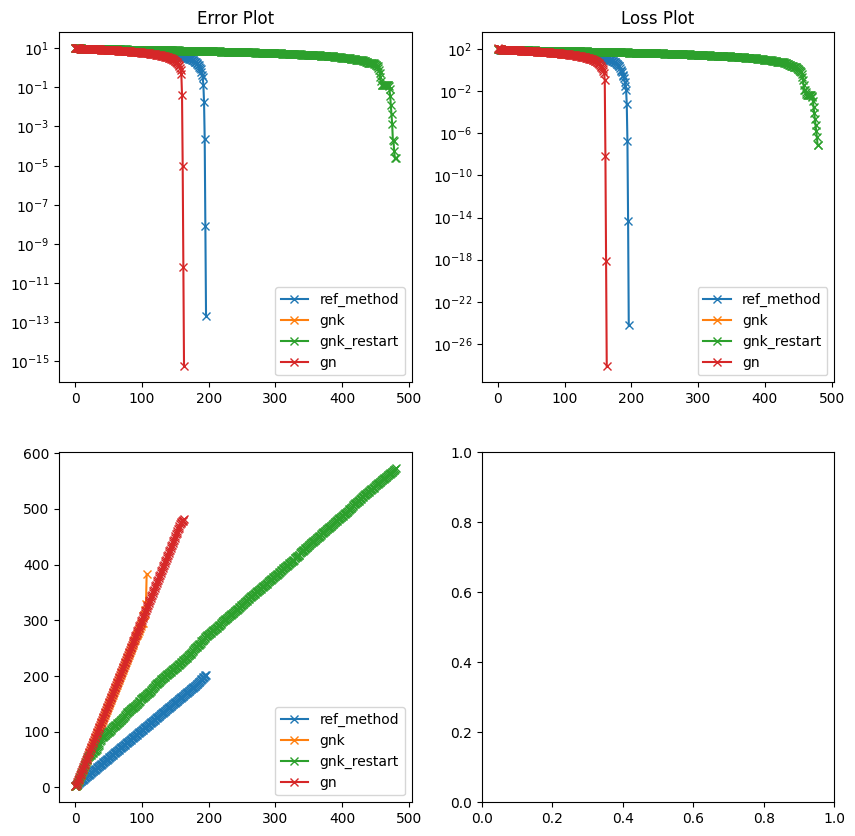 Error Plot
10^1
10^-1
10^-3
10^-5
10^-7
10^-9
10^-11
10^-13
10^-15
ref_method
gnk
gnk_restart
gn
0 100 200 300 400 500
Loss Plot
10^2
10^-2
10^-6
10^-10
10^-14
10^-18
10^-22
10^-26
ref_method
gnk
gnk_restart
gn
0 100 200 300 400 500
600
500
400
300
200
100
0
ref_method
gnk
gnk_restart
gn
0 100 200 300 400 500
1.0
0.8
0.6
0.4
0.2
0.0
0.0 0.2 0.4 0.6 0.8 1.0